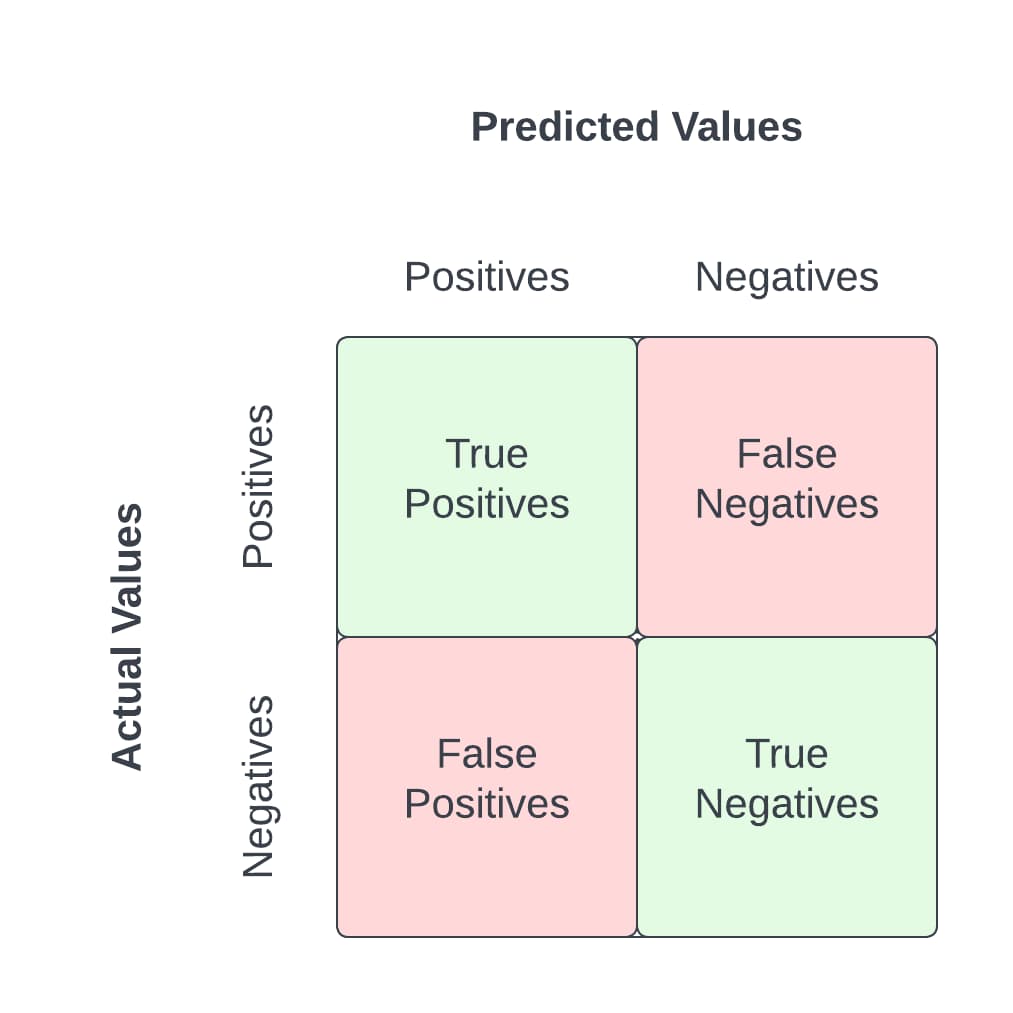 Predicted Values
Positives
Negatives
Actual Values
Positives
True
Positives
False
Negatives
Negatives
False
Positives
True
Negatives